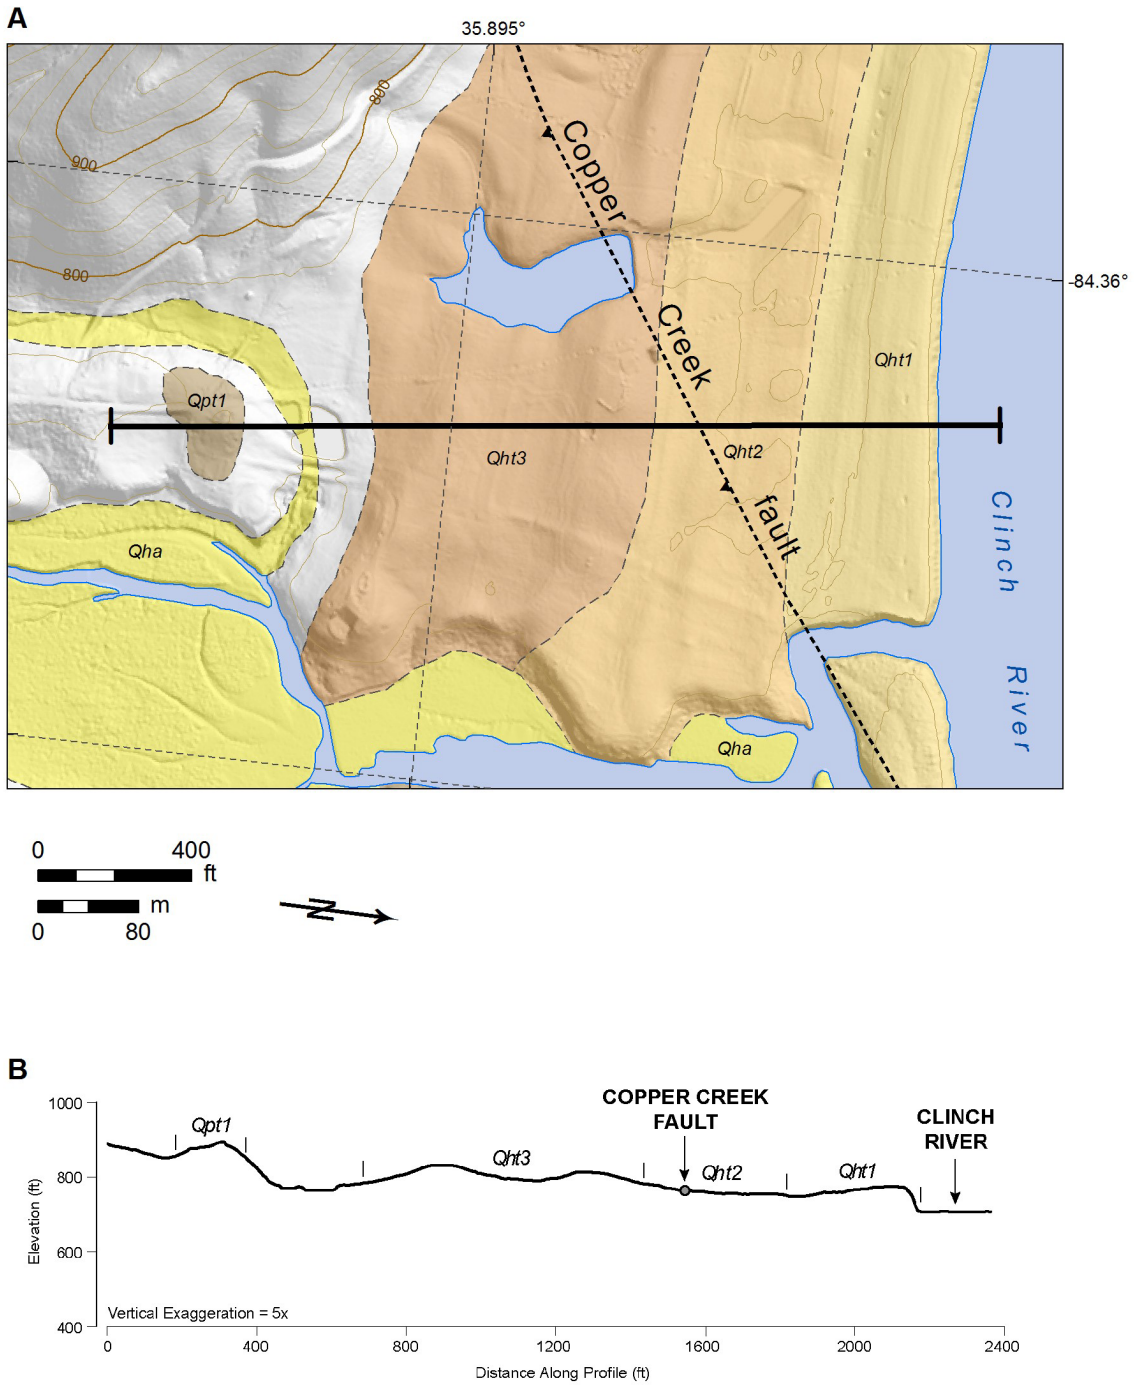 A
35.895°
800
900
Copper
800
-84.36°
Creek
Qht1
Qpt1
Qht3
Qht2
fault
Clinch
Qha
River
Qha
0 400
ft
m
0 80
N
B
COPPER CREEK
FAULT
CLINCH
RIVER
1000
Qpt1
Qht3
Qht2
Qht1
800
Elevation (ft)
600
Vertical Exaggeration = 5x
400
0 400 800 1200 1600 2000 2400
Distance Along Profile (ft)